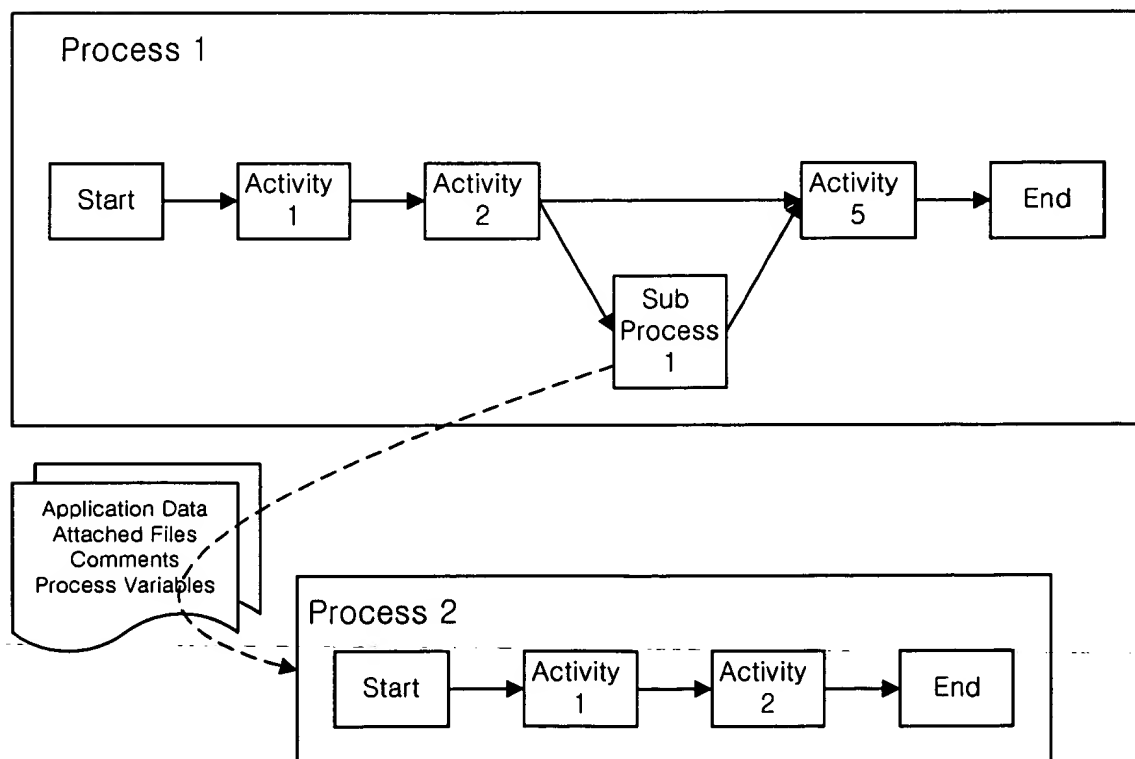 Process 1
Start
Activity
1
Activity
2
Activity
5
End
Sub
Process
1
Application Data
Attached Files
Comments
Process Variables
Process 2
Start
Activity
1
Activity
2
End